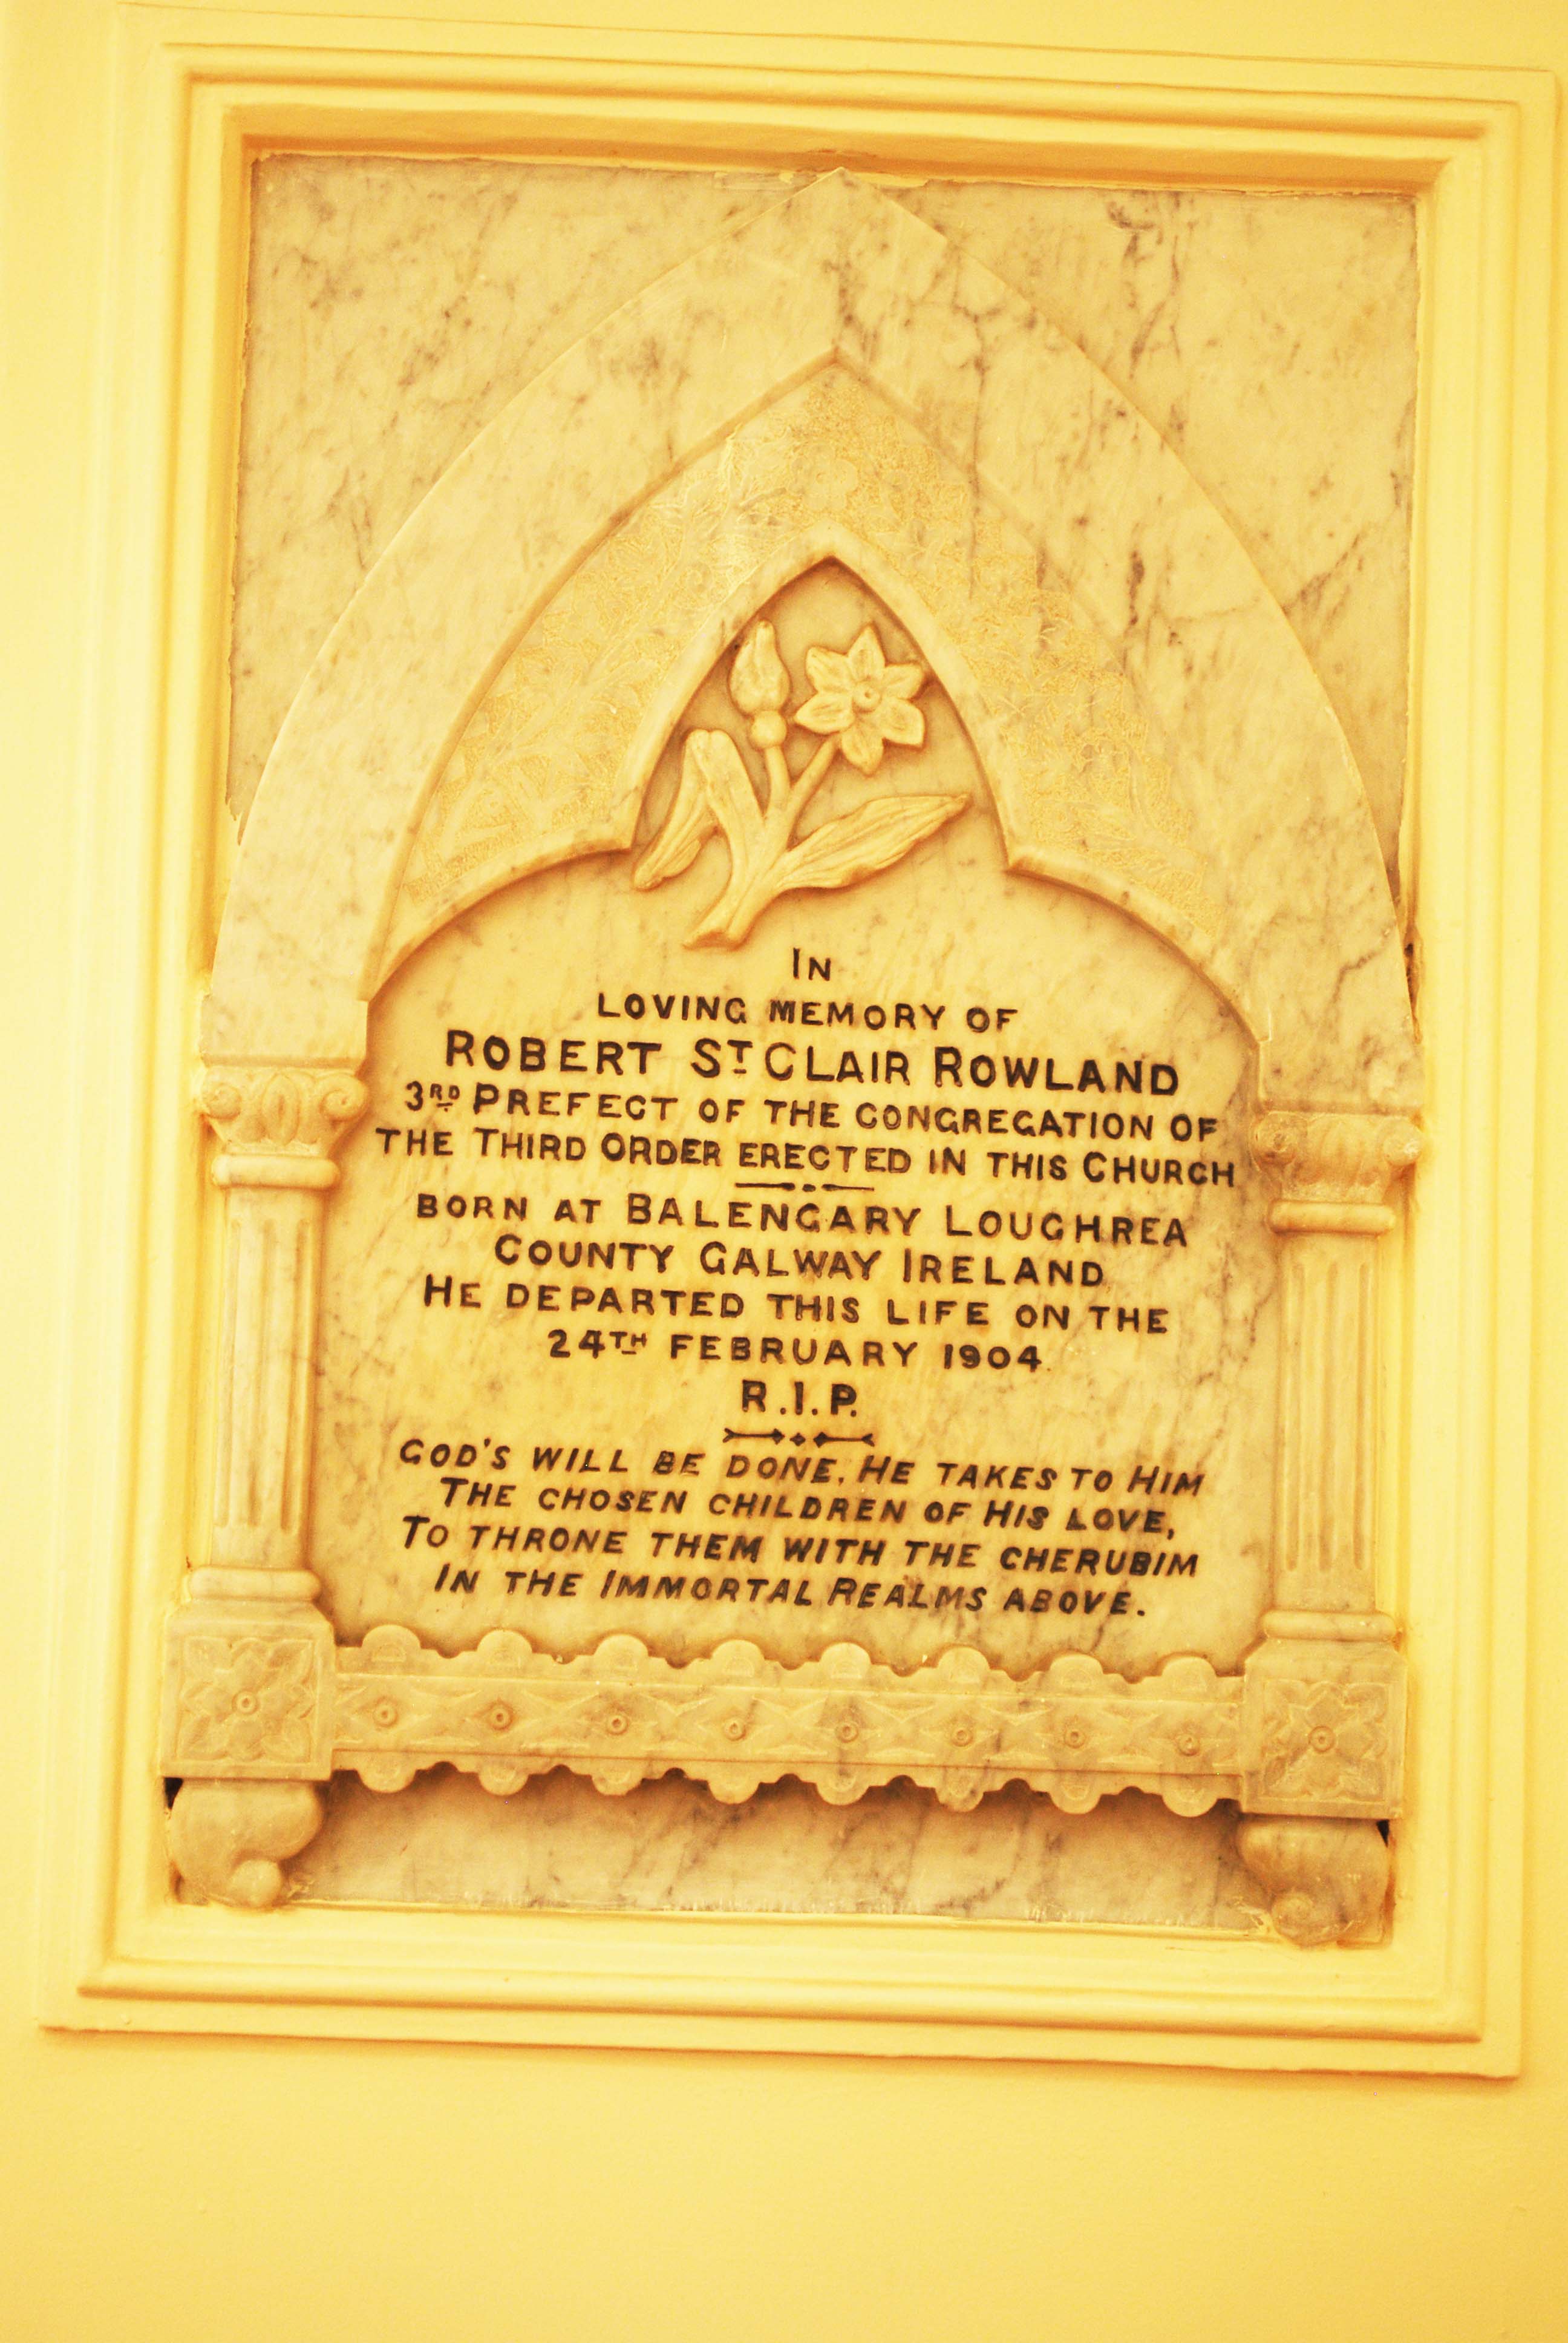 IN
LOVING MEMORY OF
ROBERT ST CLAIR ROWLAND
3RD PREFECT OF THE CONGREGATION OF
THE THIRD ORDER ERECTED IN THIS CHURCH
BORN AT BALENGARY LOUGHREA
COUNTY GALWAY IRELAND
HE DEPARTED THIS LIFE ON THE
24TH FEBRUARY 1904.
R.I.P.
GOD'S WILL BE DONE. HE TAKES TO HIM
THE CHOSEN CHILDREN OF HIS LOVE,
TO THRONE THEM WITH THE CHERUBIM
IN THE IMMORTAL REALMS ABOVE.